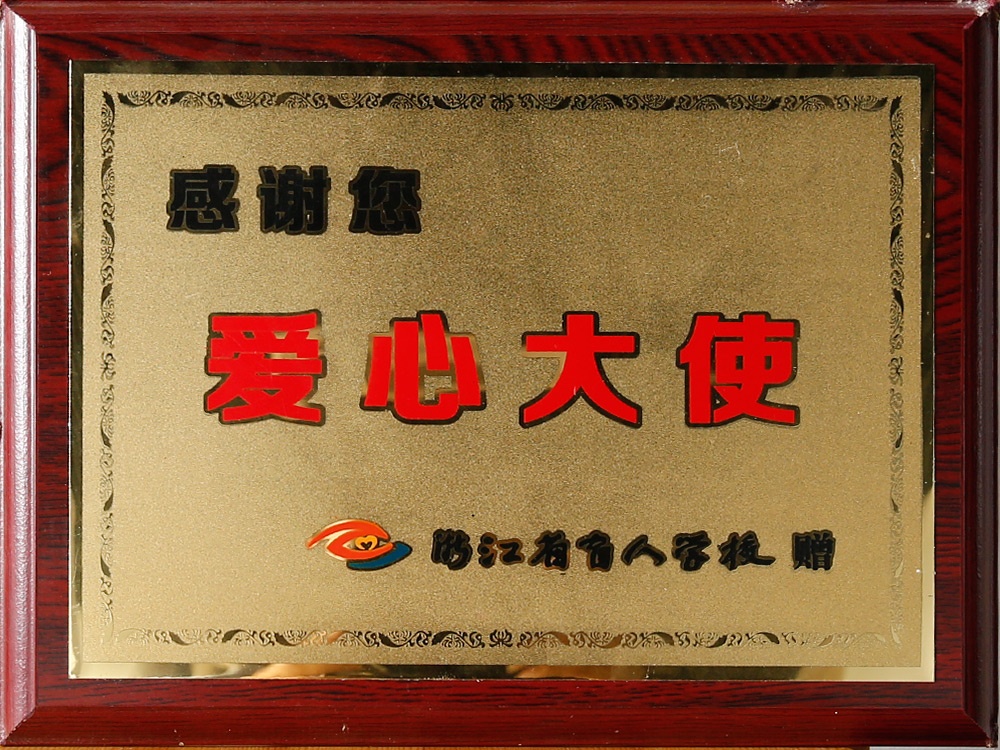 感谢您
爱心大使
浙江省盲人学校 赠